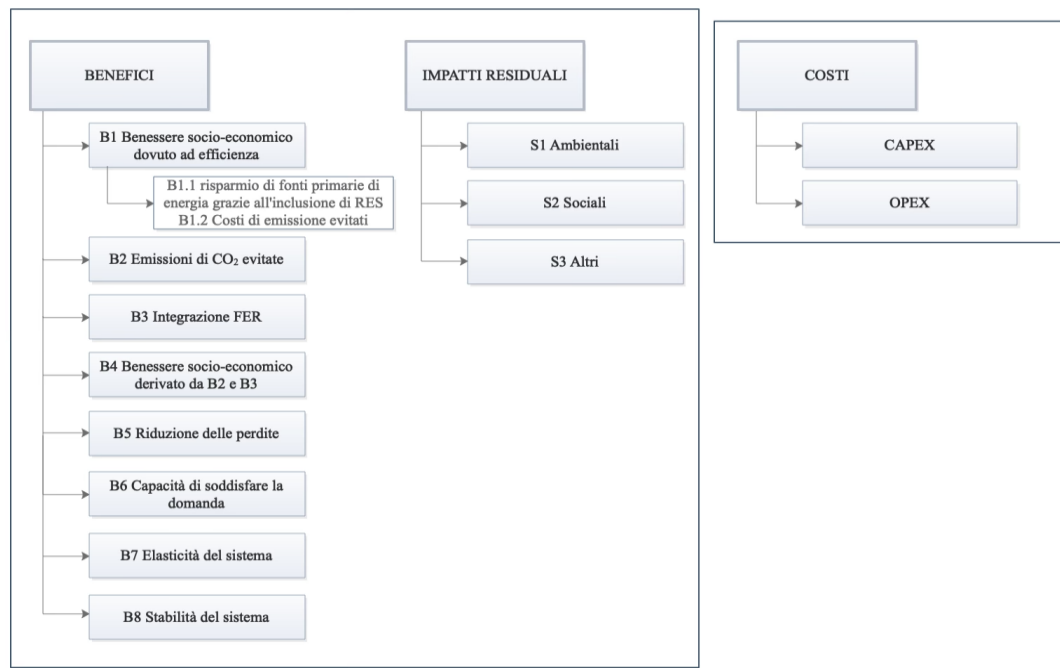 BENEFICI
B1 Benessere socio-economico
dovuto ad efficienza
B1.1 risparmio di fonti primarie di
energia grazie all'inclusione di RES
B1.2 Costi di emissione evitati
B2 Emissioni di CO₂ evitate
B3 Integrazione FER
B4 Benessere socio-economico
derivato da B2 e B3
B5 Riduzione delle perdite
B6 Capacità di soddisfare la
domanda
B7 Elasticità del sistema
B8 Stabilità del sistema
IMPATTI RESIDUALI
S1 Ambientali
S2 Sociali
S3 Altri
COSTI
CAPEX
OPEX